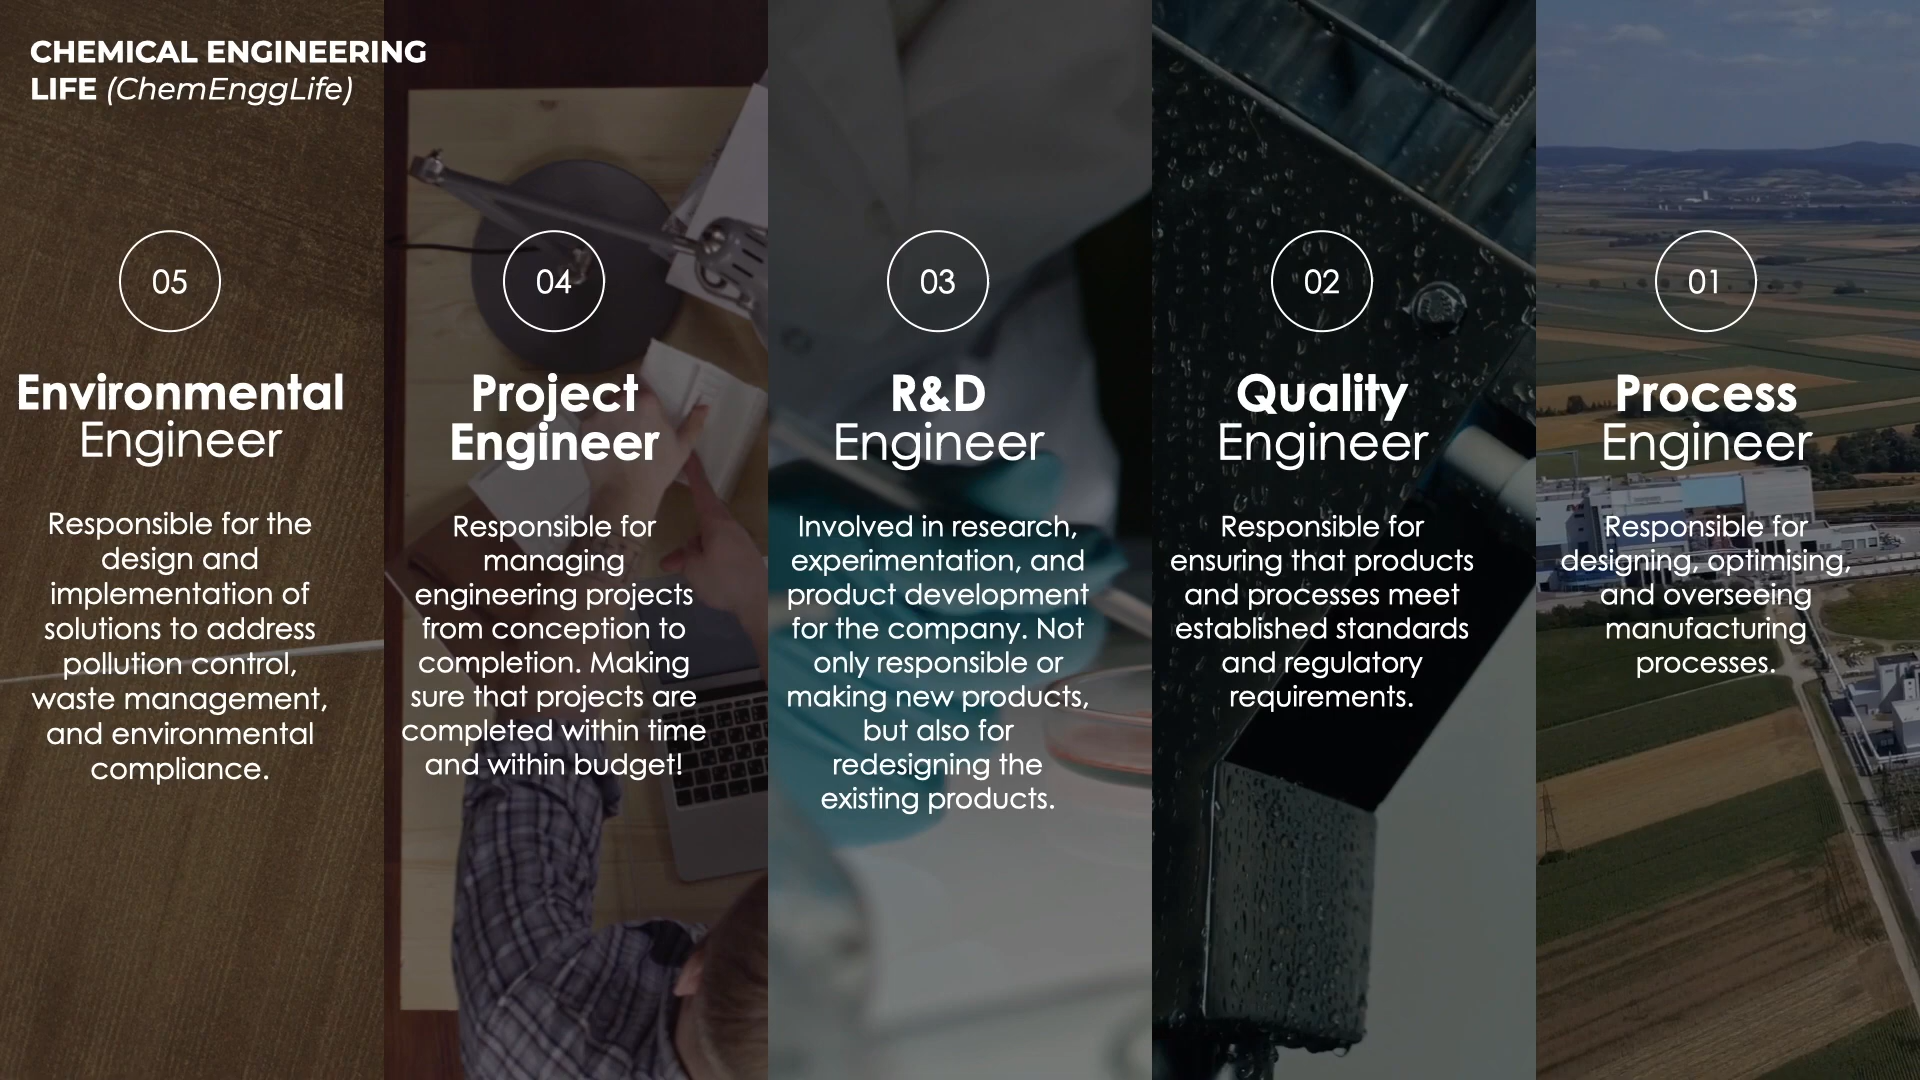 CHEMICAL ENGINEERING
LIFE (ChemEnggLife)
05
Environmental
Engineer
Responsible for the
design and
implementation of
solutions to address
pollution control,
waste management,
and environmental
compliance.
04
Project
Engineer
Responsible for
managing
engineering projects
from conception to
completion. Making
sure that projects are
completed within time
and within budget!
03
R&D
Engineer
Involved in research,
experimentation, and
product development
for the company. Not
only responsible or
making new products,
but also for
redesigning the
existing products.
02
Quality
Engineer
Responsible for
ensuring that products
and processes meet
established standards
and regulatory
requirements.
01
Process
Engineer
Responsible for
designing, optimising,
and overseeing
manufacturing
processes.